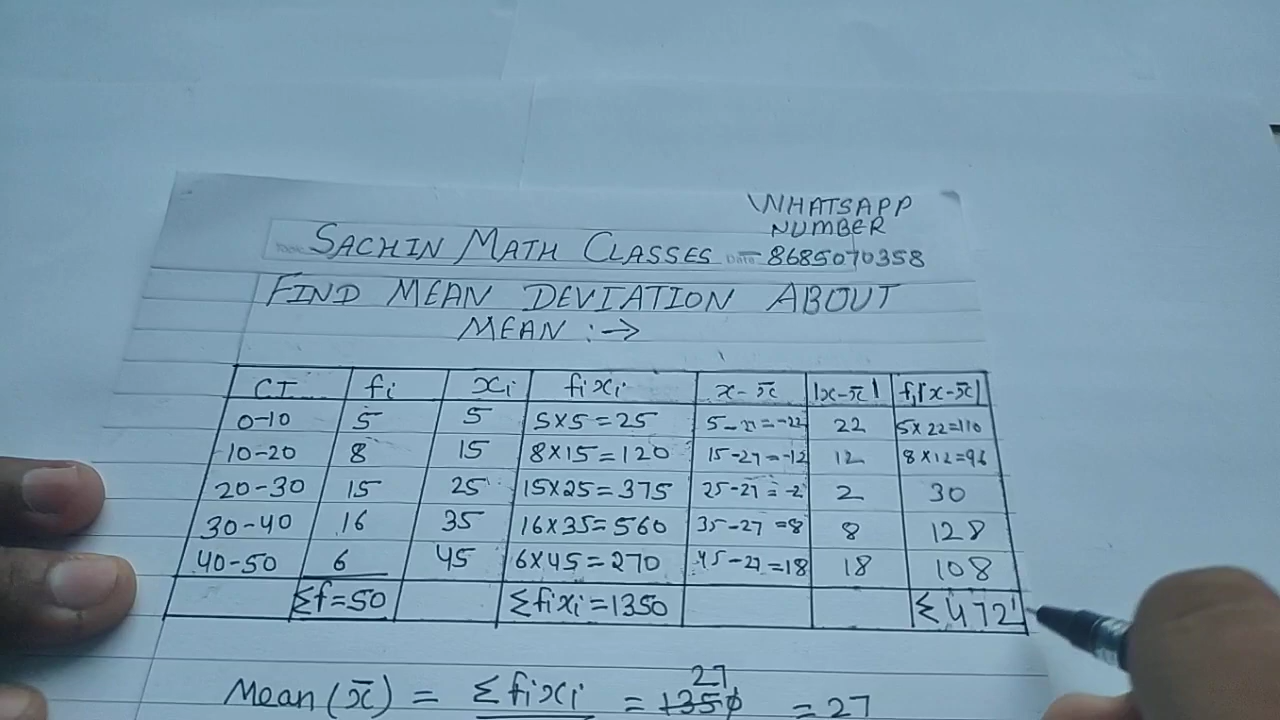 WHATSAPP
NUMBER
SACHIN MATH CLASSES - 8685070358
FIND MEAN DEVIATION ABOUT
MEAN :→
CI fi xi fixi x-x̄ |x-x̄| fi|x-x̄|
0-10 5 5 5×5=25 5-27=-22 22 5×22=110
10-20 8 15 8×15=120 15-27=-12 12 8×12=96
20-30 15 25 15×25=375 25-27=-2 2 30
30-40 16 35 16×35=560 35-27=8 8 128
40-50 6 45 6×45=270 45-27=18 18 108
Σf=50 Σfixi=1350 Σ472
27
Mean(x̄) = Σfixi = 1350 = 27